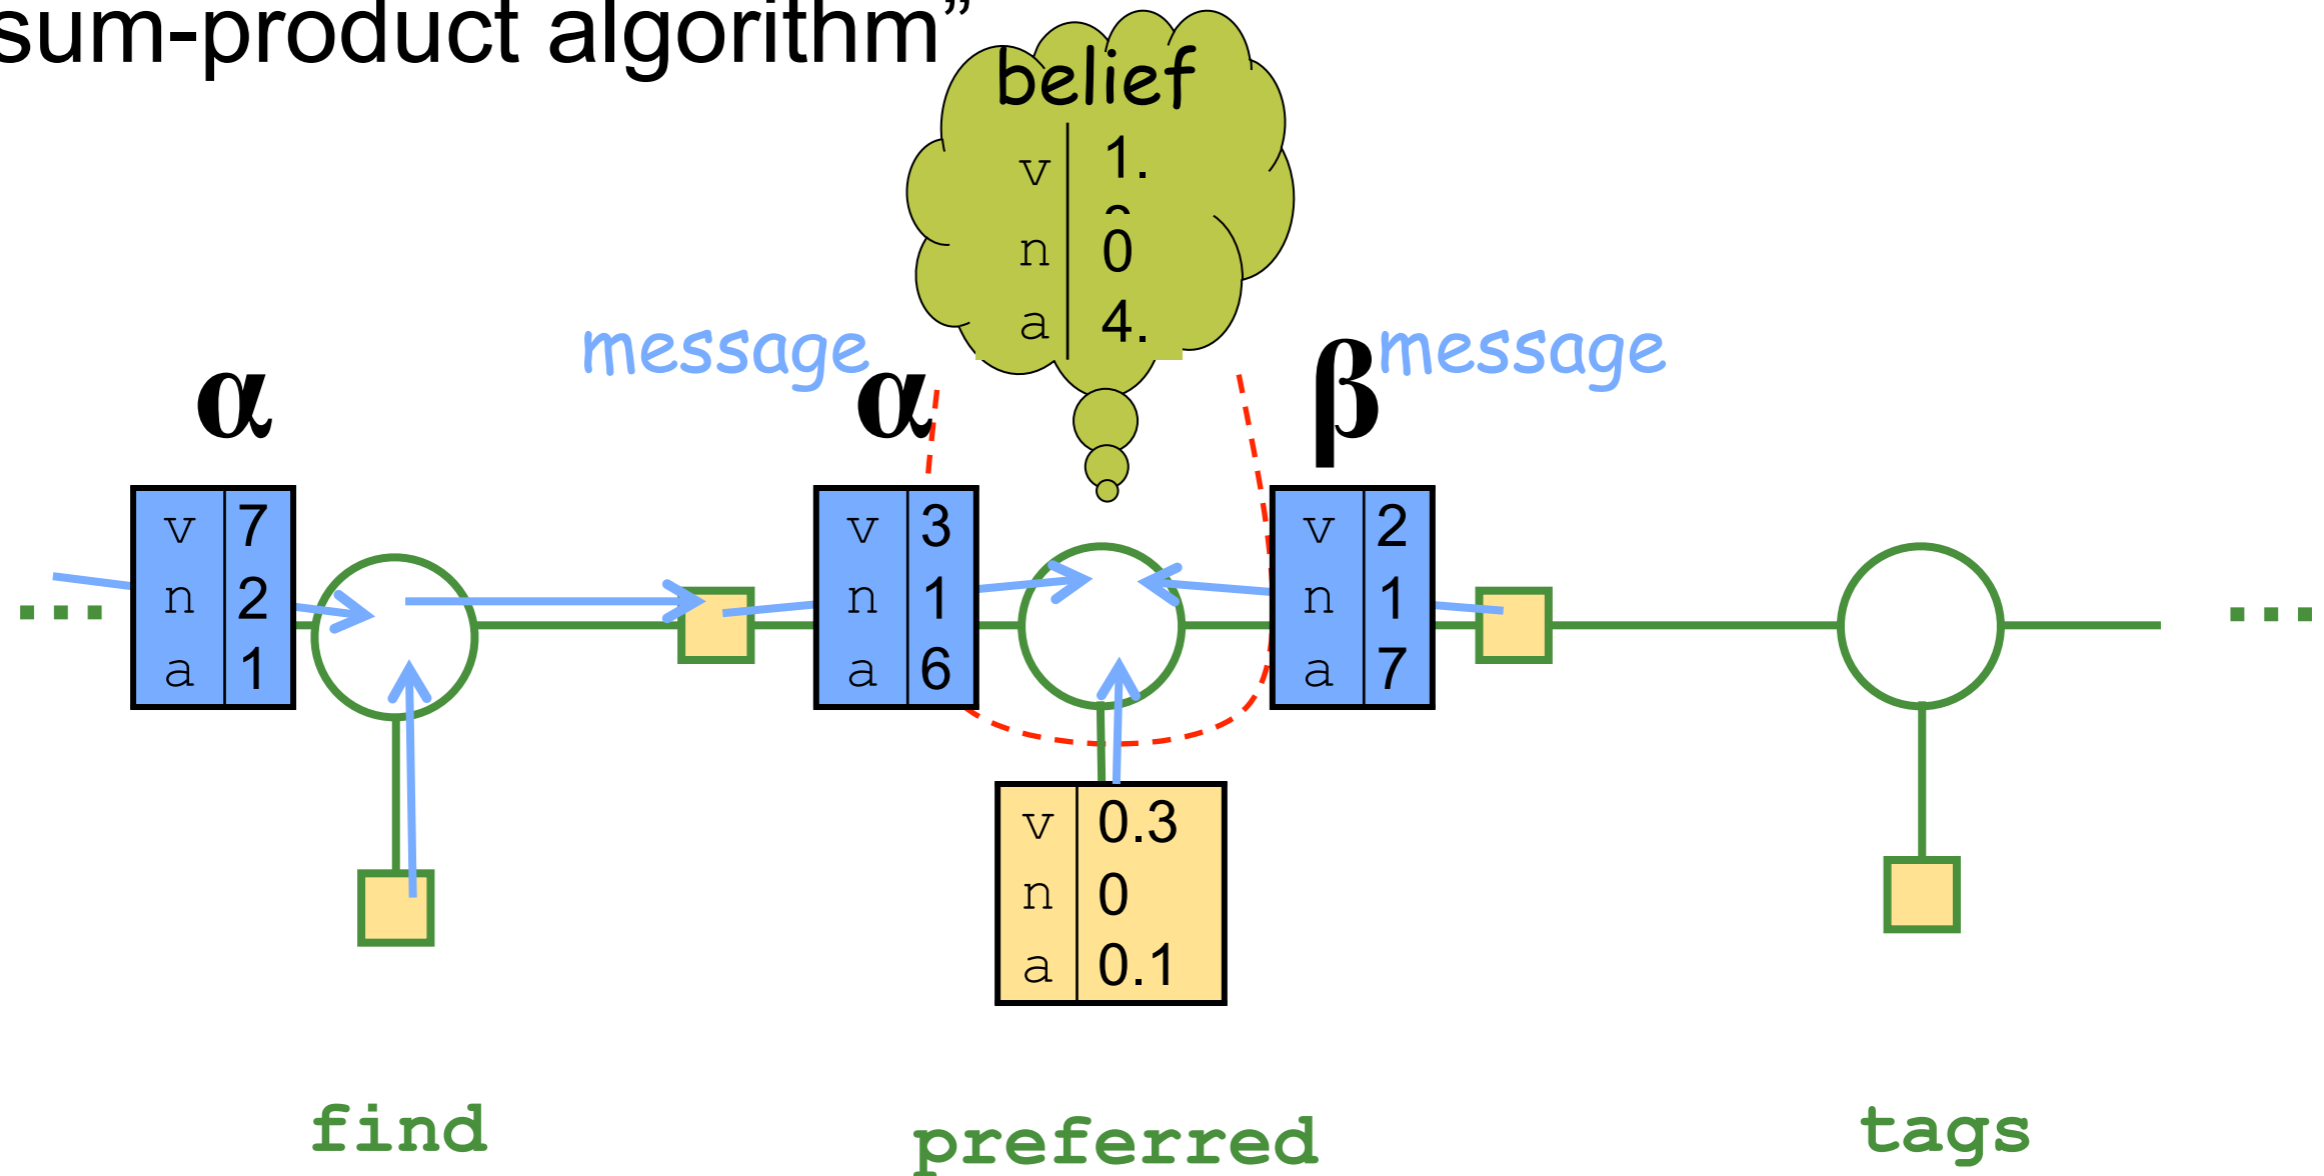 sum-product algorithm”
belief
v 1.
n 0
a 4.
message
message
α
α
β
v 7
n 2
a 1
v 3
n 1
a 6
v 2
n 1
a 7
...
...
v 0.3
n 0
a 0.1
find
preferred
tags